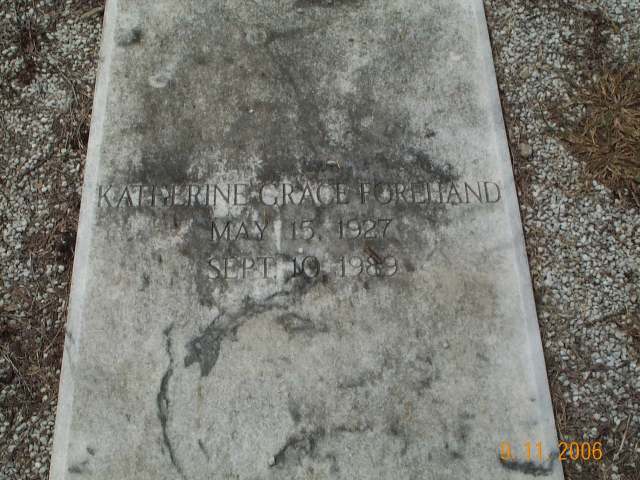 KATHERINE GRACE FOREHAND
MAY 15, 1927
SEPT. 10, 1989
9 11 2006